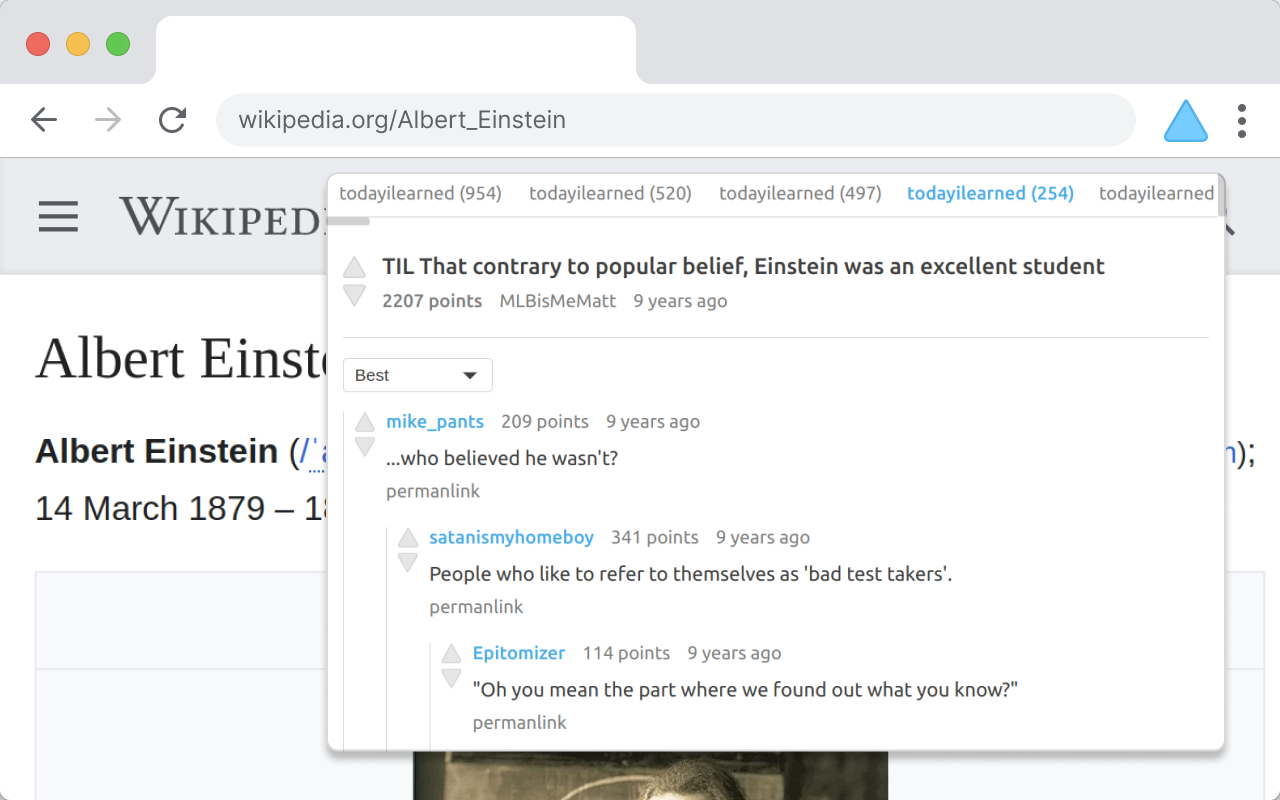 wikipedia.org/Albert_Einstein
todayilearned (954) todayilearned (520) todayilearned (497) todayilearned (254) todayilearned
WIKIPEDI
TIL That contrary to popular belief, Einstein was an excellent student
2207 points MLBisMeMatt 9 years ago
Albert Einste
Best
mike_pants 209 points 9 years ago
Albert Einstein (/ˈa n);
...who believed he wasn't?
permanlink
14 March 1879 – 18
satanismyhomeboy 341 points 9 years ago
People who like to refer to themselves as 'bad test takers'.
permanlink
Epitomizer 114 points 9 years ago
"Oh you mean the part where we found out what you know?"
permanlink